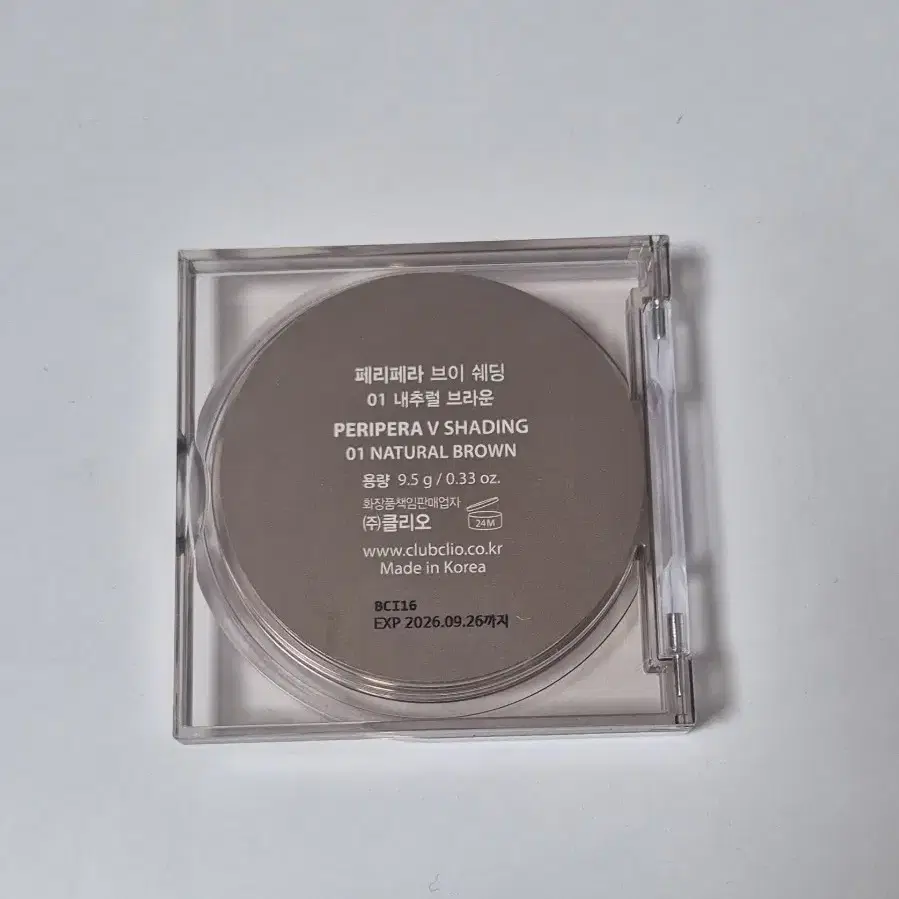 페리페라 브이 쉐딩
01 내추럴 브라운
PERIPERA V SHADING
01 NATURAL BROWN
용량 9.5 g / 0.33 oz.
화장품책임판매업자
㈜클리오
24M
www.clubclio.co.kr
Made in Korea
BCI16
EXP 2026.09.26까지